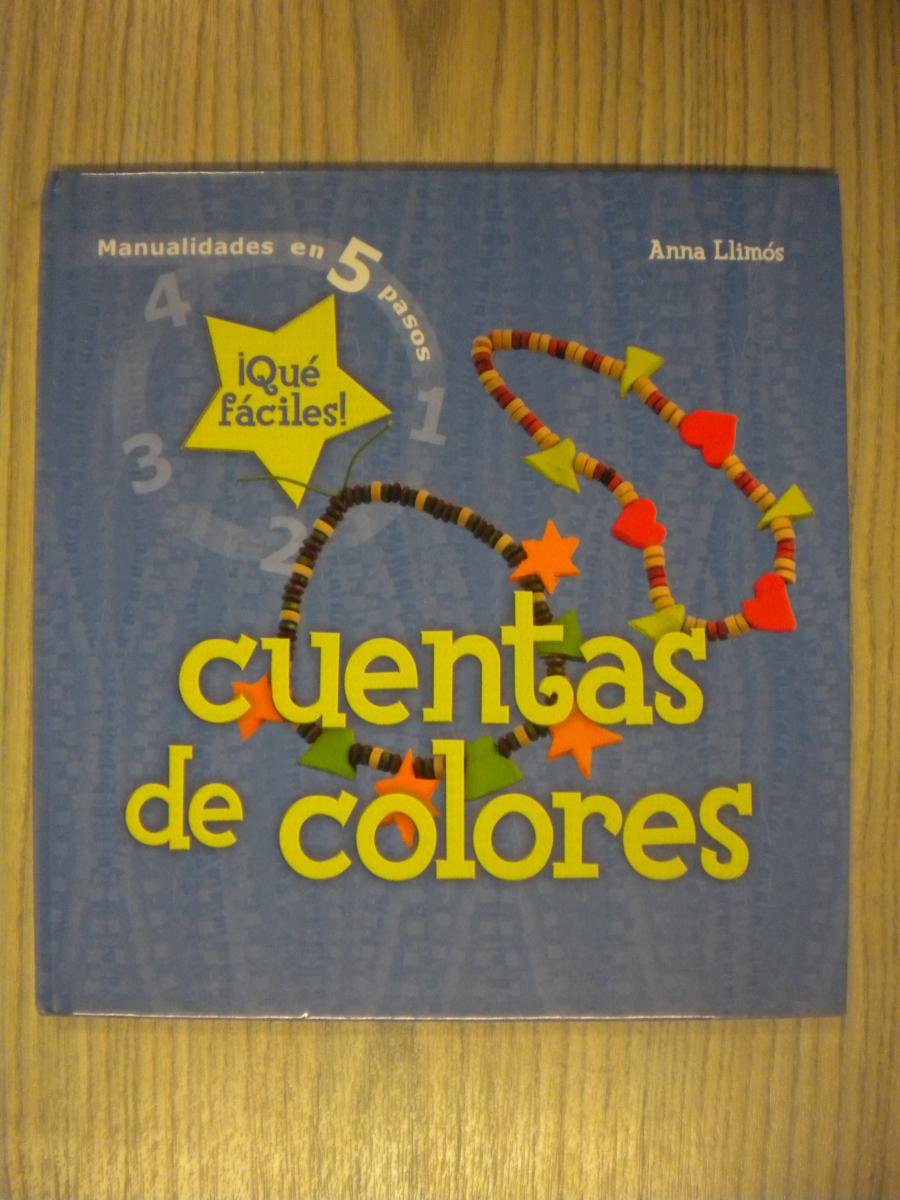 Manualidades en 5 pasos
Anna Llimós
4
¡Qué
fáciles!
1
3
2
cuentas
de colores